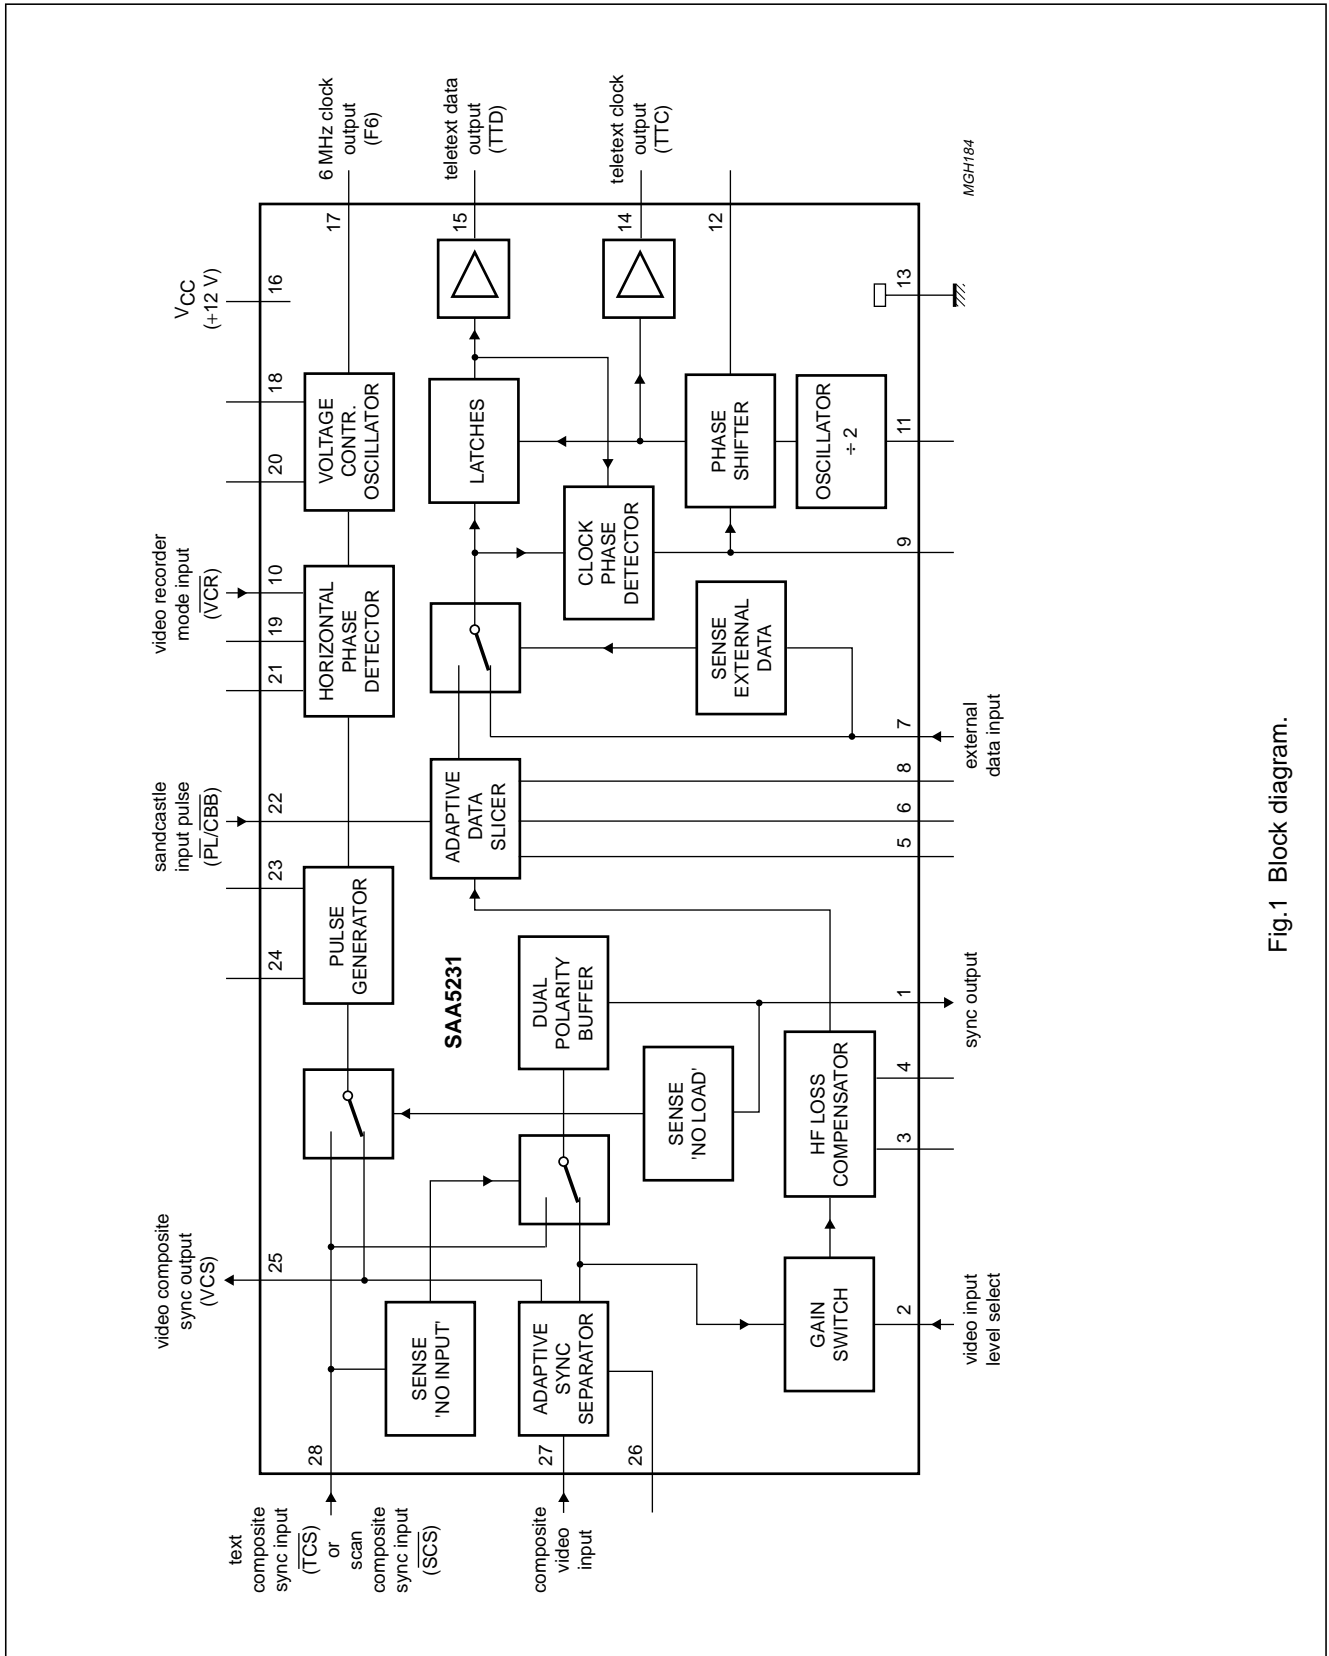 text
composite
sync input
(TCS)
or
scan
composite
sync input
(SCS)
composite
video
input
video composite
sync output
(VCS)
sandcastle
input pulse
(PL/CBB)
video recorder
mode input
(VCR)
VCC
(+12 V)
28
27
26
25
24
23
22
21
19
10
20
18
16
17
6 MHz clock
output
(F6)
15
teletext data
output
(TTD)
14
teletext clock
output
(TTC)
12
SENSE
'NO INPUT'
ADAPTIVE
SYNC
SEPARATOR
PULSE
GENERATOR
HORIZONTAL
PHASE
DETECTOR
VOLTAGE
CONTR.
OSCILLATOR
SAA5231
DUAL
POLARITY
BUFFER
ADAPTIVE
DATA
SLICER
LATCHES
SENSE
'NO LOAD'
CLOCK
PHASE
DETECTOR
SENSE
EXTERNAL
DATA
PHASE
SHIFTER
GAIN
SWITCH
HF LOSS
COMPENSATOR
OSCILLATOR
÷ 2
2
3
4
1
5
6
8
7
9
11
13
video input
level select
sync output
external
data input
MGH184
Fig.1 Block diagram.